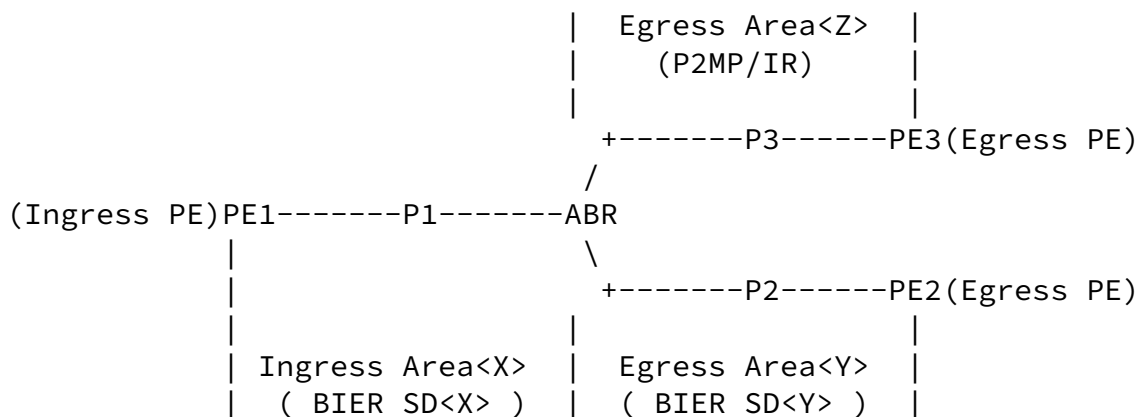 | Egress Area<Z> |
| (P2MP/IR) |
| |
+-------P3------PE3(Egress PE)
/
(Ingress PE)PE1-------P1-------ABR
| \
| +-------P2------PE2(Egress PE)
| | |
| Ingress Area<X> | Egress Area<Y> |
| ( BIER SD<X> ) | ( BIER SD<Y> ) |